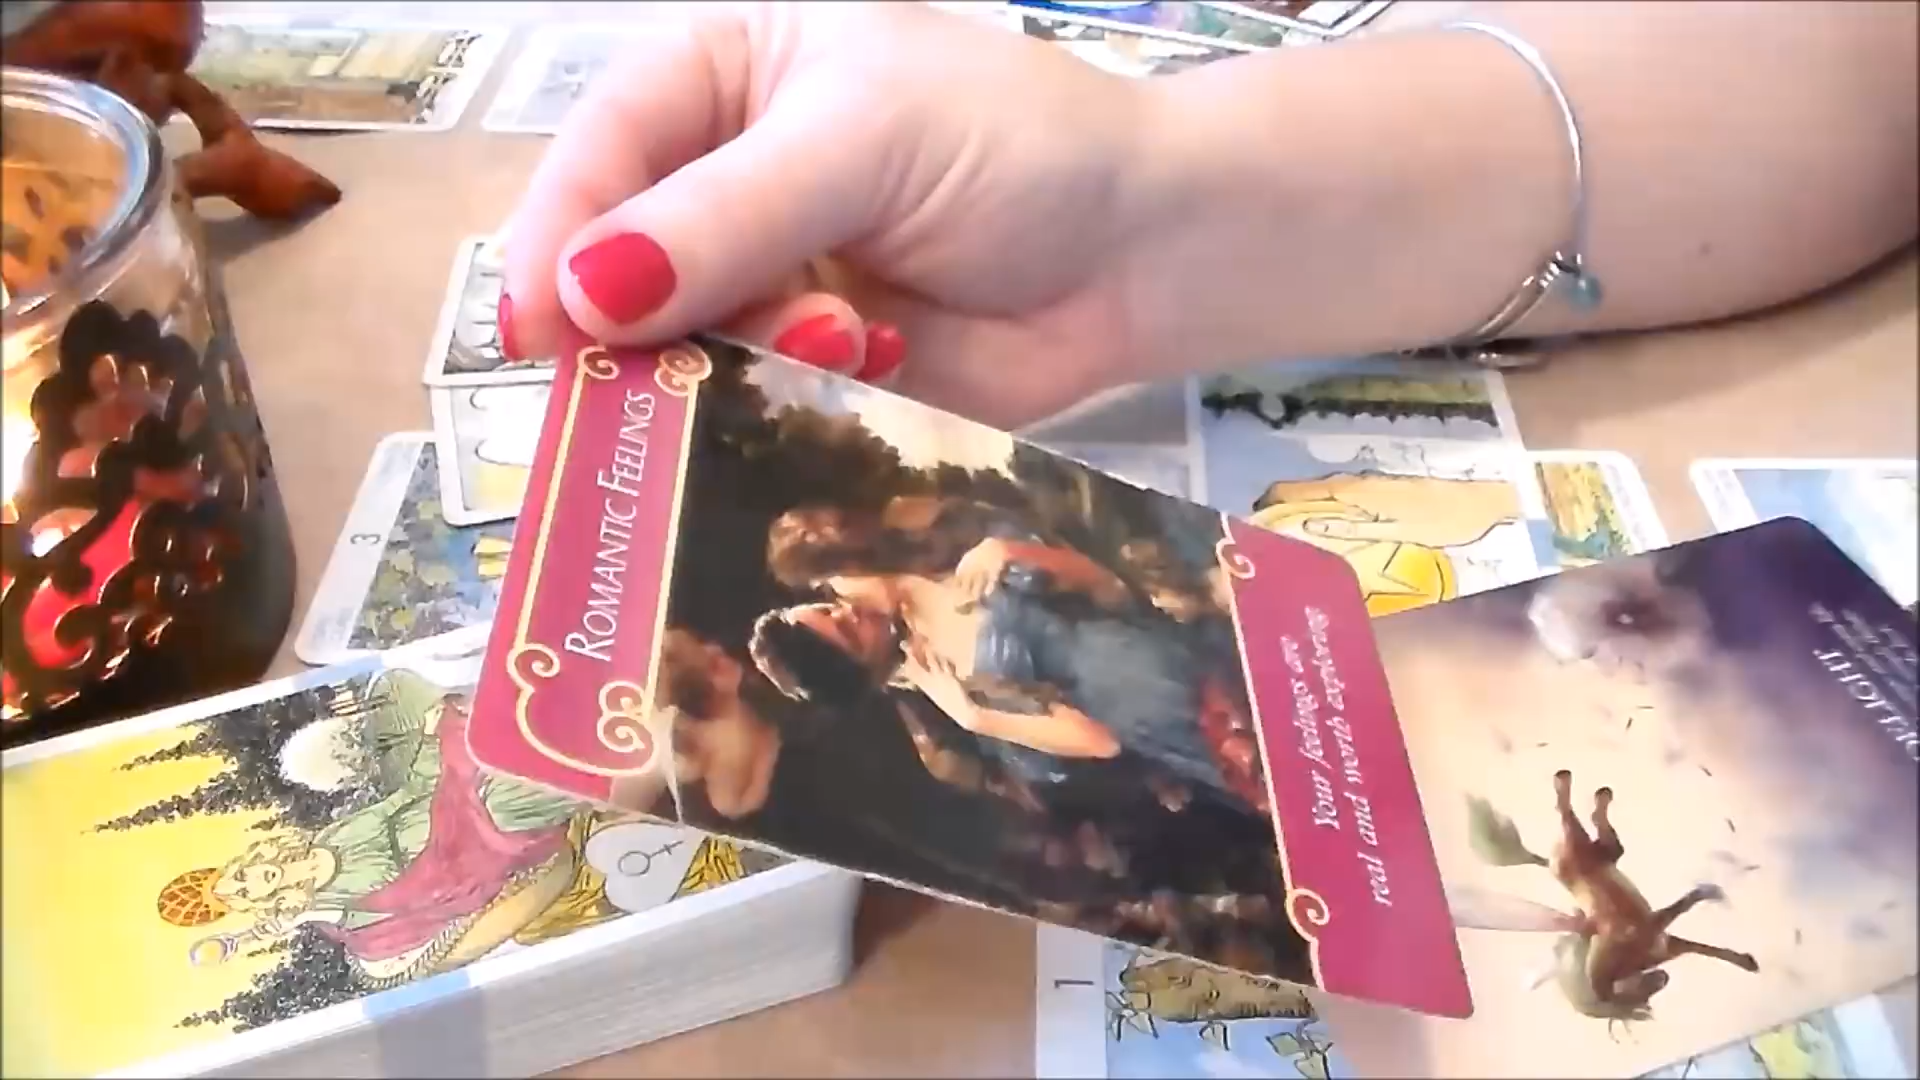 ROMANTIC FEELINGS
Your feelings are
real and worth exploring
3
1